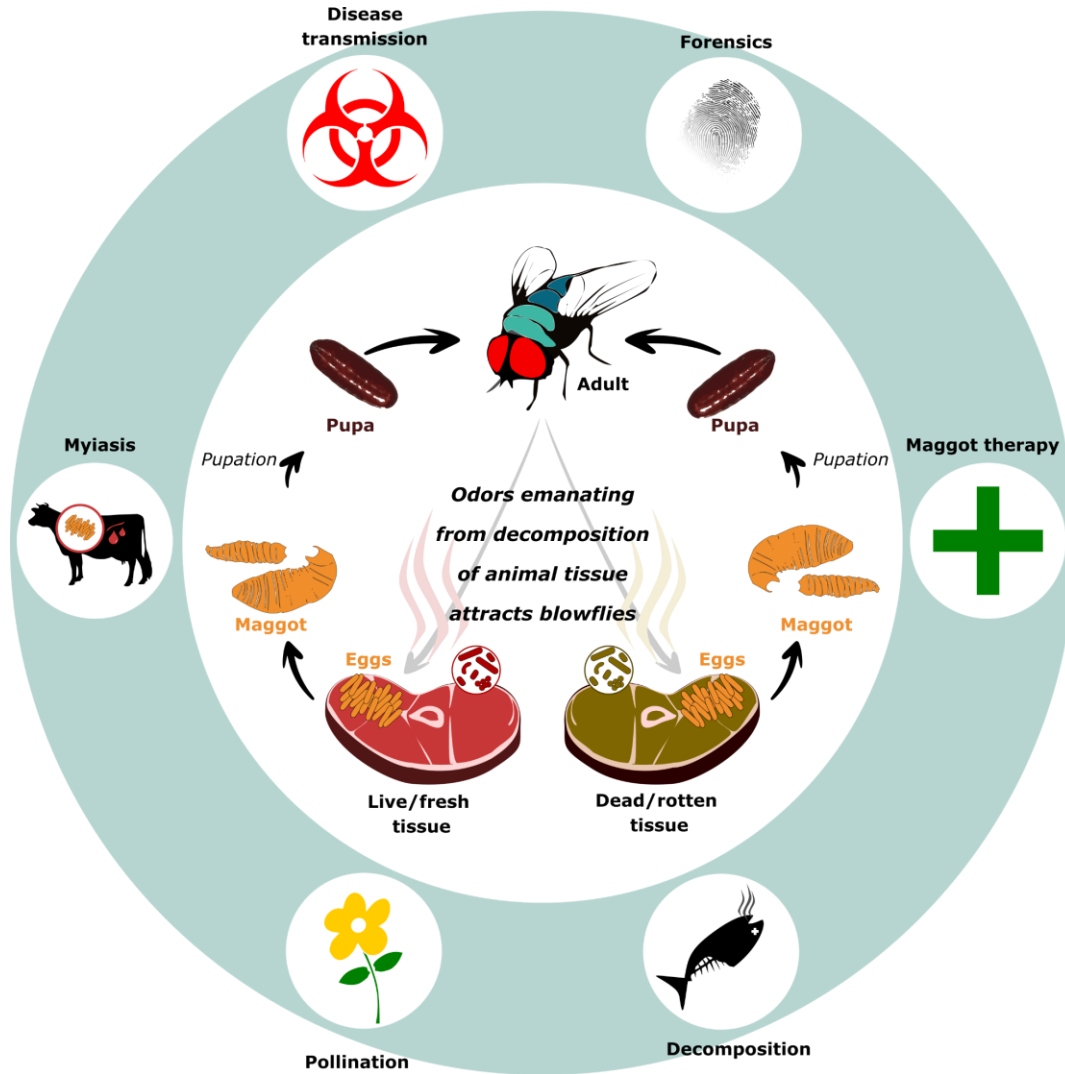 Disease
transmission
Forensics
Adult
Pupa
Pupa
Myiasis
Pupation
Pupation
Maggot therapy
Odors emanating
from decomposition
of animal tissue
attracts blowflies
Maggot
Maggot
Eggs
Eggs
Live/fresh
tissue
Dead/rotten
tissue
Pollination
Decomposition